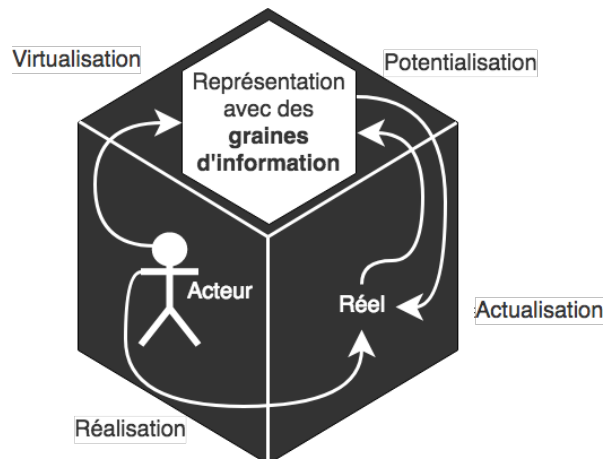 Virtualisation
Potentialisation
Représentation
avec des
graines
d'information
Acteur
Réel
Actualisation
Réalisation